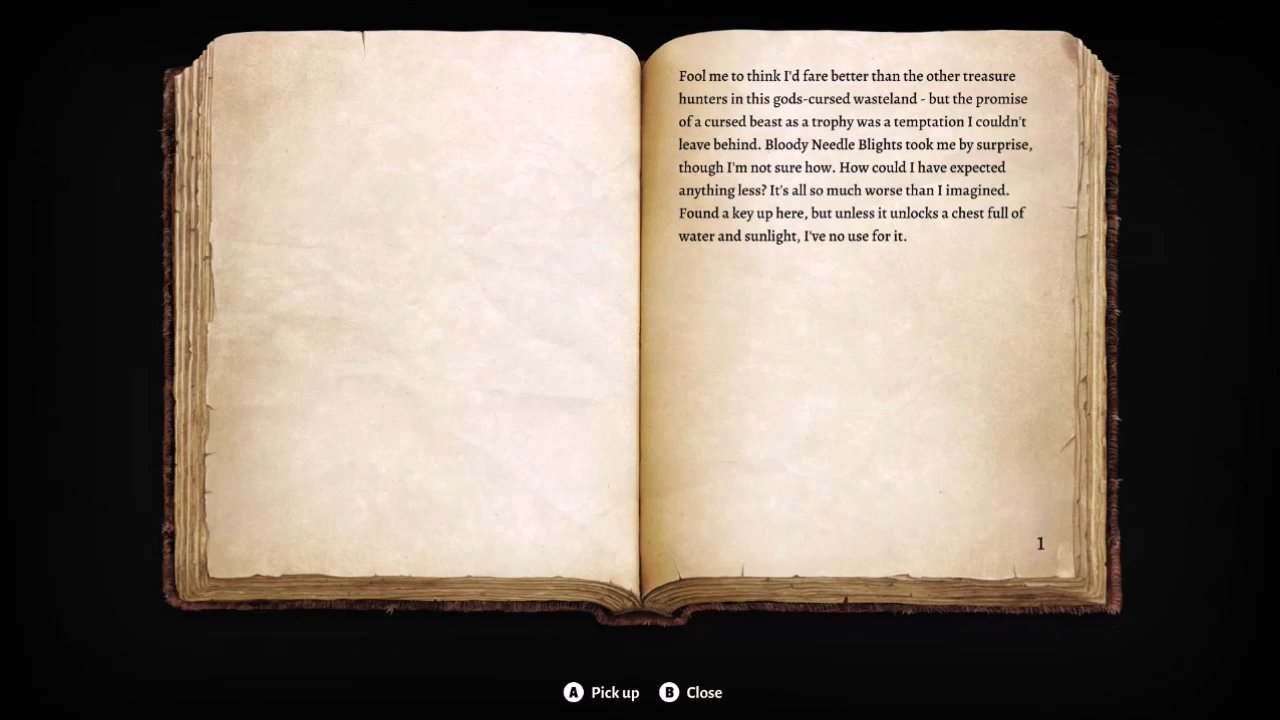 Fool me to think I'd fare better than the other treasure
hunters in this gods-cursed wasteland - but the promise
of a cursed beast as a trophy was a temptation I couldn't
leave behind. Bloody Needle Blights took me by surprise,
though I'm not sure how. How could I have expected
anything less? It's all so much worse than I imagined.
Found a key up here, but unless it unlocks a chest full of
water and sunlight, I've no use for it.
1
A Pick up B Close